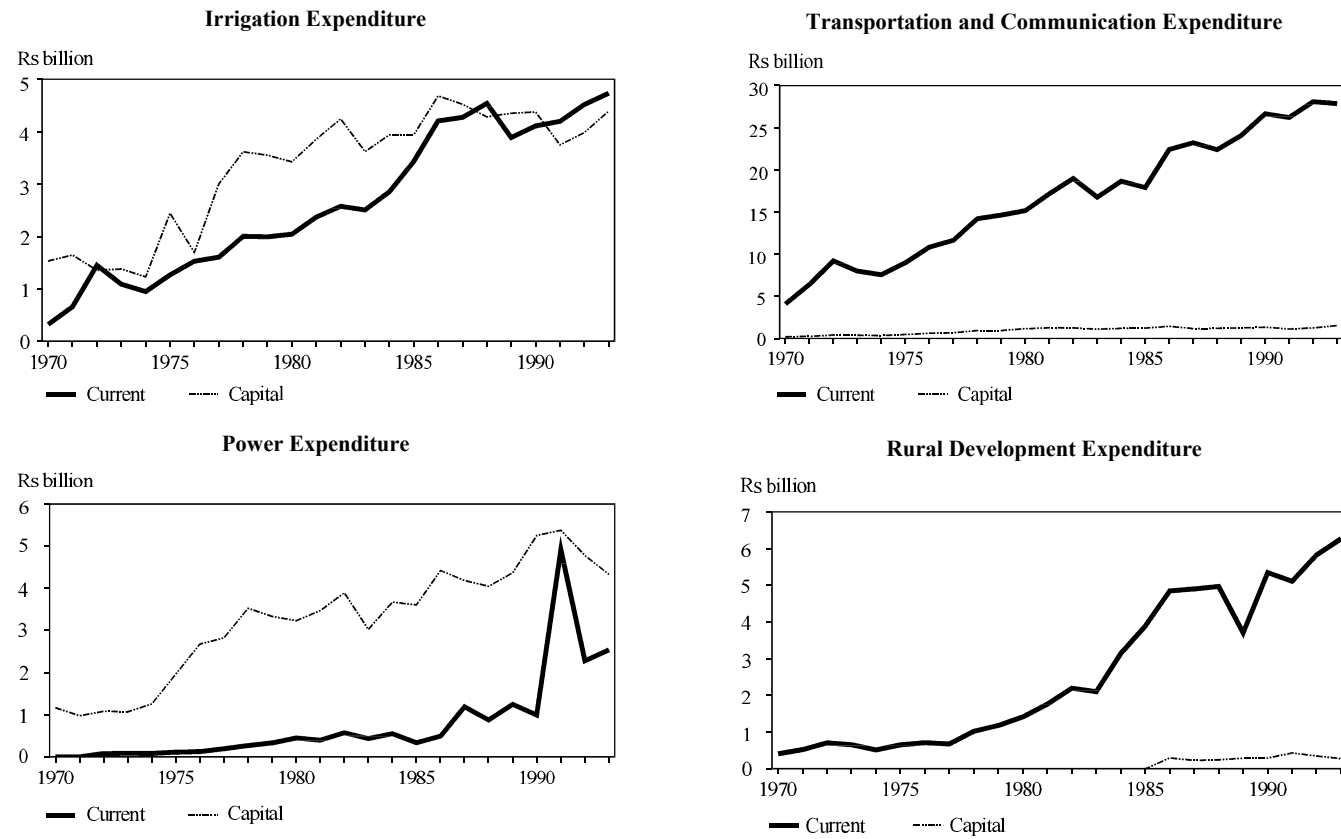 Irrigation Expenditure
Rs billion
5
4
3
2
1
0
1970 1975 1980 1985 1990
Current Capital
Transportation and Communication Expenditure
Rs billion
30
25
20
15
10
5
0
1970 1975 1980 1985 1990
Current Capital
Power Expenditure
Rs billion
6
5
4
3
2
1
0
1970 1975 1980 1985 1990
Current Capital
Rural Development Expenditure
Rs billion
7
6
5
4
3
2
1
0
1970 1975 1980 1985 1990
Current Capital